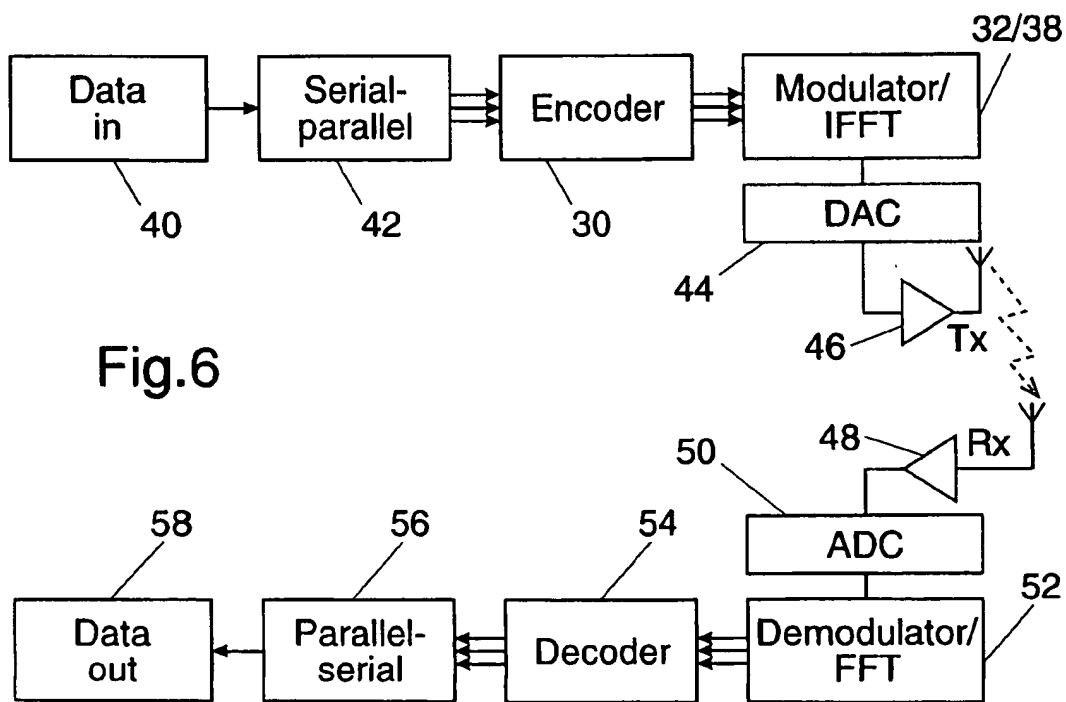 32/38
Data
in
Serial-
parallel
Encoder
Modulator/
IFFT
40
42
30
DAC
44
46
Tx
Fig.6
48
Rx
50
ADC
58
56
54
52
Data
out
Parallel-
serial
Decoder
Demodulator/
FFT